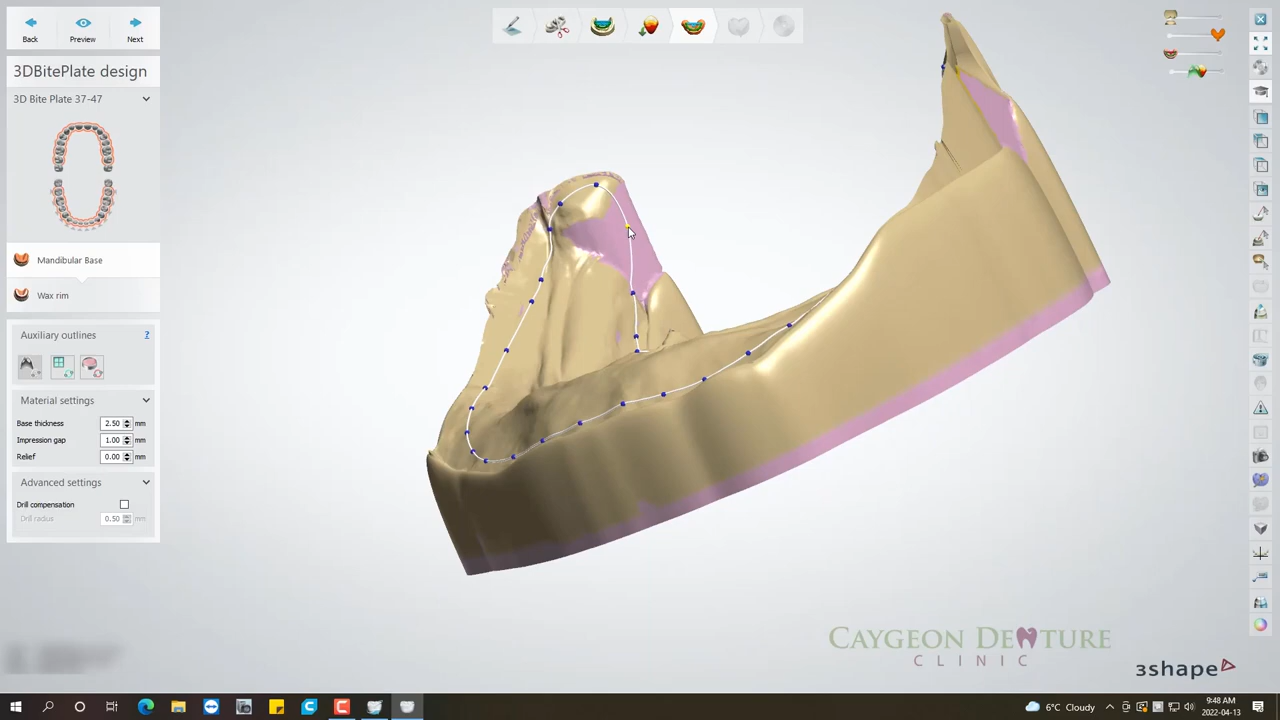 Back
Preview
Next
3DBitePlate design
3D Bite Plate 37-47
Mandibular Base
Wax rim
Auxiliary outlines
?
Material settings
Base thickness 2.50 mm
Impression gap 1.00 mm
Relief 0.00 mm
Advanced settings
Drill compensation
Drill radius 0.50 mm
CAYGEON DENTURE
CLINIC
3shape
6°C Cloudy
9:48 AM
2022-04-13